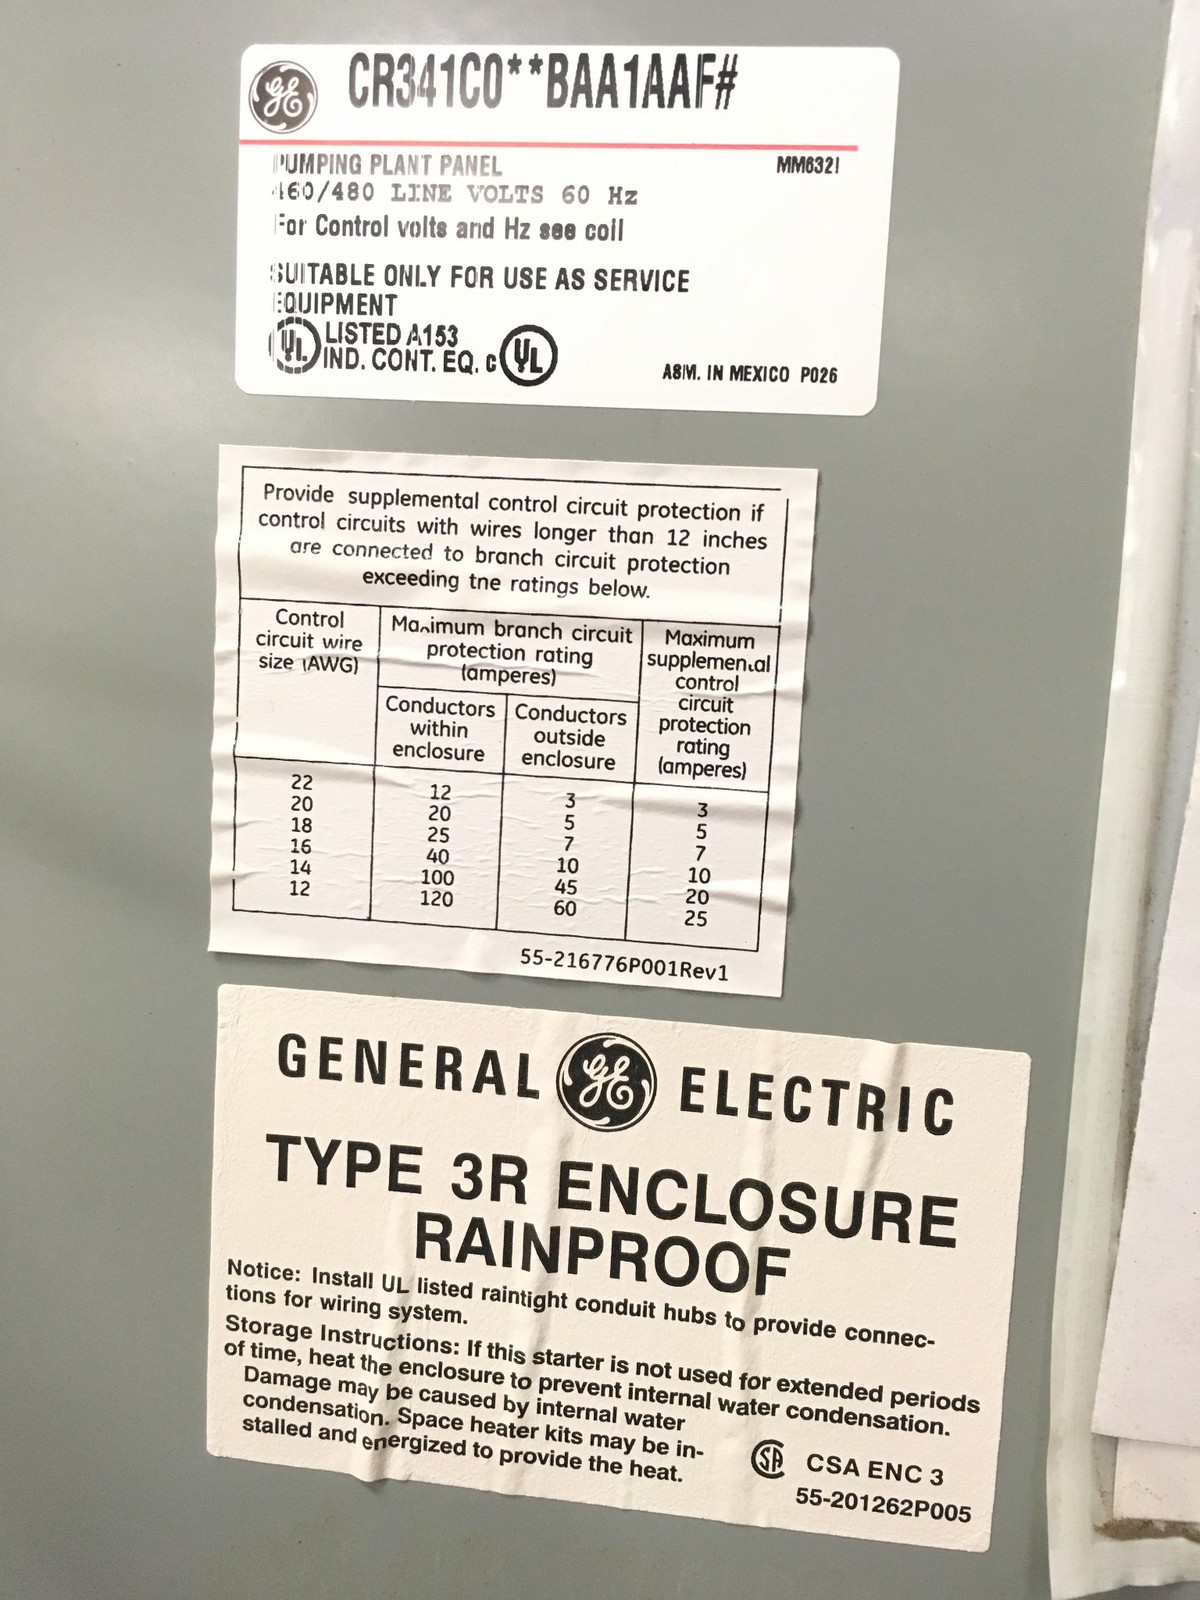 GE CR341C0**BAA1AAF#
PUMPING PLANT PANEL MM632I
460/480 LINE VOLTS 60 Hz
For Control volts and Hz see coil
SUITABLE ONLY FOR USE AS SERVICE
EQUIPMENT
UL LISTED A153
IND. CONT. EQ. c UL
ASM. IN MEXICO P026
Provide supplemental control circuit protection if
control circuits with wires longer than 12 inches
are connected to branch circuit protection
exceeding the ratings below.
Control
circuit wire
size (AWG)
Maximum branch circuit
protection rating
(amperes)
Conductors
within
enclosure
Conductors
outside
enclosure
Maximum
supplemental
control
circuit
protection
rating
(amperes)
22 12 3 3
20 20 5 5
18 25 7 7
16 40 10 10
14 100 45 20
12 120 60 25
55-216776P001Rev1
GENERAL GE ELECTRIC
TYPE 3R ENCLOSURE
RAINPROOF
Notice: Install UL listed raintight conduit hubs to provide connec-
tions for wiring system.
Storage Instructions: If this starter is not used for extended periods
of time, heat the enclosure to prevent internal water condensation.
Damage may be caused by internal water
condensation. Space heater kits may be in-
stalled and energized to provide the heat.
SA CSA ENC 3
55-201262P005